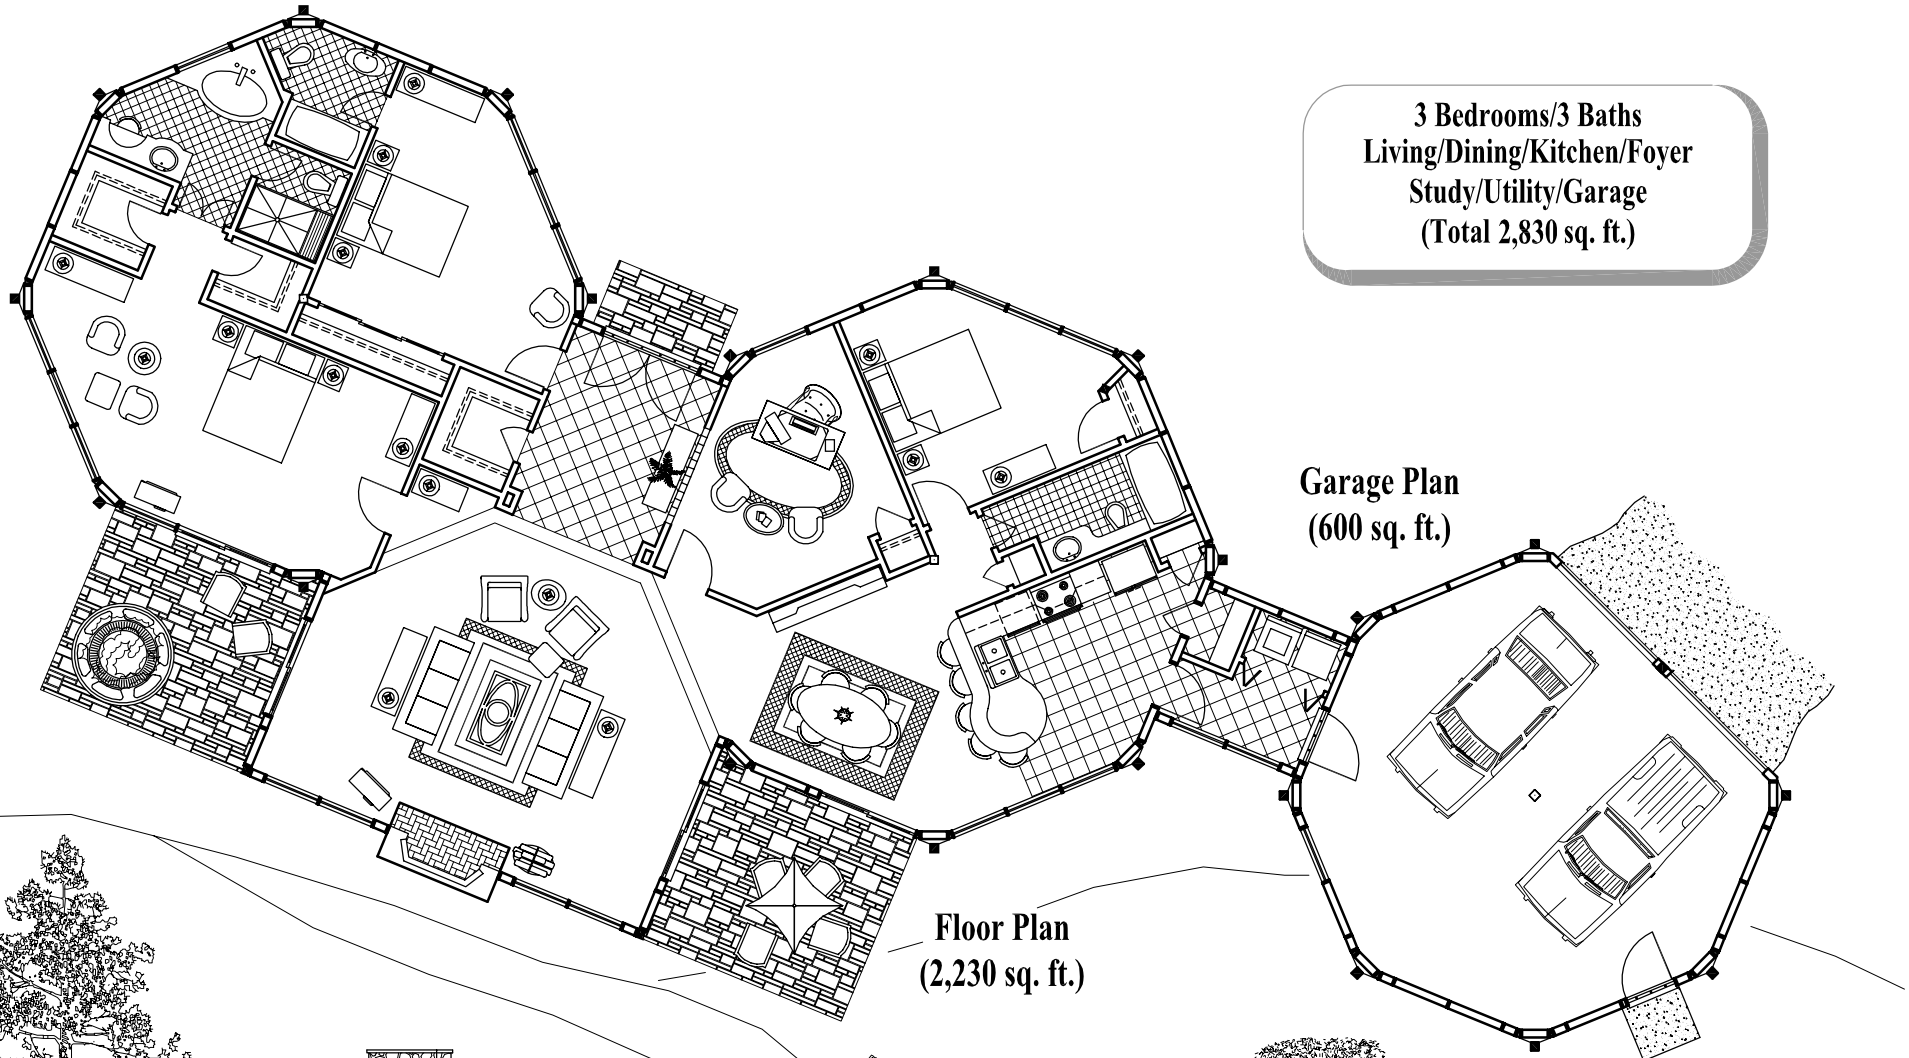 3 Bedrooms/3 Baths
Living/Dining/Kitchen/Foyer
Study/Utility/Garage
(Total 2,830 sq. ft.)
Garage Plan
(600 sq. ft.)
Floor Plan
(2,230 sq. ft.)